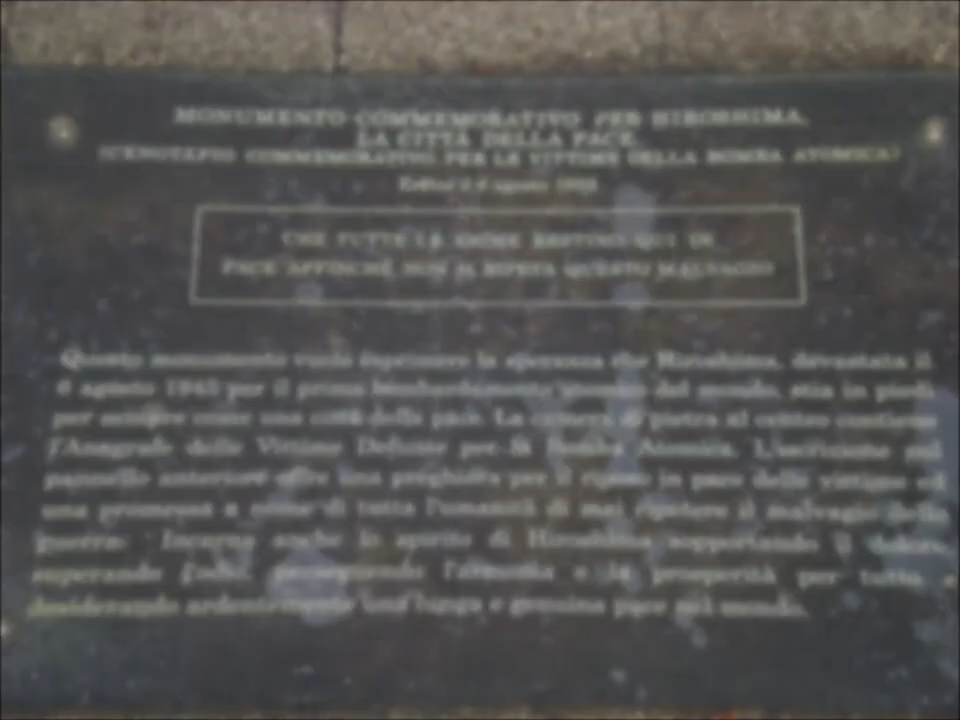 MONUMENTO COMMEMORATIVO PER HIROSHIMA,
LA CITTÀ DELLA PACE
(CENOTAFIO COMMEMORATIVO PER LE VITTIME DELLA BOMBA ATOMICA)
6 agosto
CHE TUTTE LE ANIME RIPOSINO QUI IN
PACE AFFINCHÉ NON SI RIPETA QUESTO MALVAGIO
Questo monumento vuole esprimere la speranza che Hiroshima, devastata il
6 agosto 1945 per il primo bombardamento atomico del mondo, stia in piedi
per sempre come una città della pace. La camera di pietra al centro contiene
l'Anagrafe delle Vittime Defunte per la Bomba Atomica. L'iscrizione nel
pannello anteriore offre una preghiera per il riposo in pace delle vittime ed
una promessa a nome di tutta l'umanità di mai ripetere il malvagio della
guerra. Incarna anche lo spirito di Hiroshima sopportando il dolore,
superando l'odio, perseguendo l'armonia e la prosperità per tutto e
desiderando ardentemente una lunga e genuina pace nel mondo.